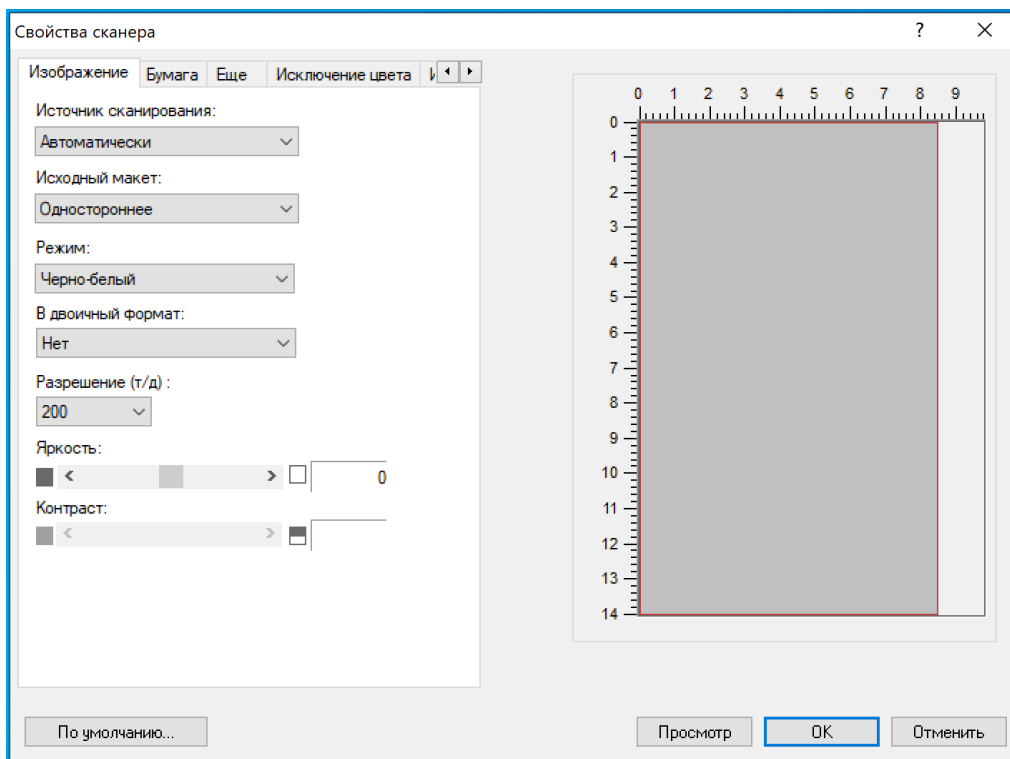 Свойства сканера
?
Изображение Бумага Еще Исключение цвета
Источник сканирования:
Автоматически
Исходный макет:
Одностороннее
Режим:
Черно-белый
В двоичный формат:
Нет
Разрешение (т/д) :
200
Яркость:
0
Контраст:
0 1 2 3 4 5 6 7 8 9
0
1
2
3
4
5
6
7
8
9
10
11
12
13
14
По умолчанию... Просмотр OK Отменить